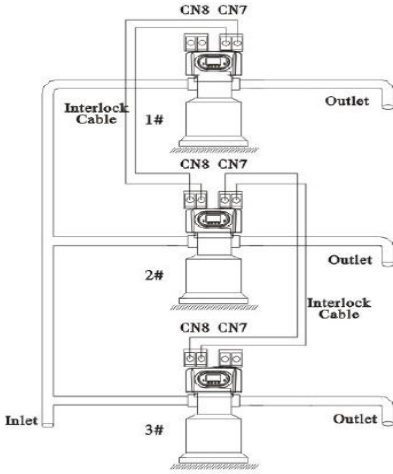 CN8 CN7
Interlock
Cable
1#
Outlet
CN8 CN7
2#
Outlet
Interlock
Cable
CN8 CN7
Inlet
3#
Outlet